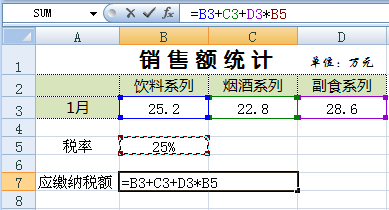 SUM =B3+C3+D3*B5
A B C D
1 销售额统计 单位：万元
2 饮料系列 烟酒系列 副食系列
3 1月 25.2 22.8 28.6
4
5 税率 25%
6
7 应缴纳税额 =B3+C3+D3*B5
8